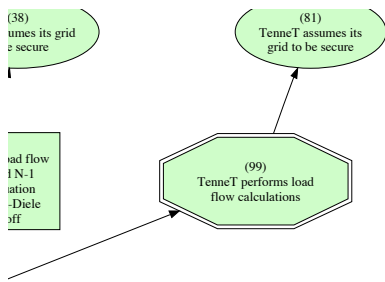 (38)
umes its grid
e secure
(81)
TenneT assumes its
grid to be secure
oad flow
N-1
uation
-Diele
off
(99)
TenneT performs load
flow calculations